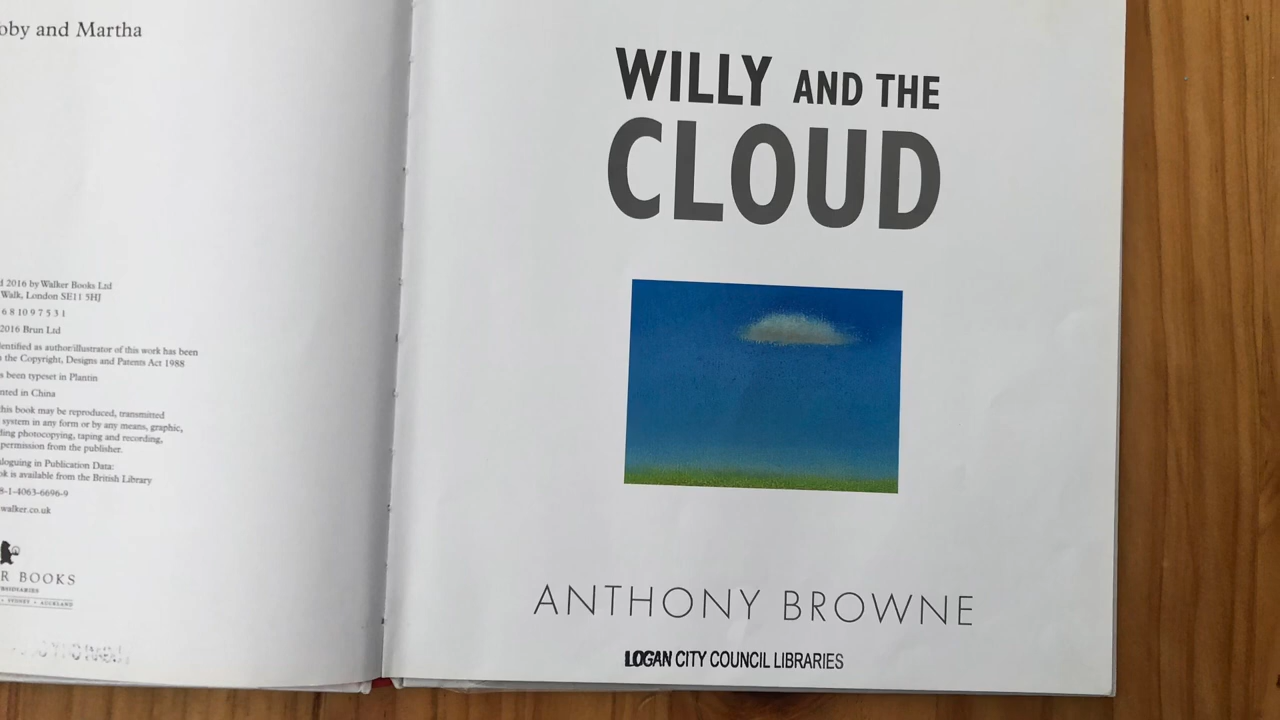 oby and Martha
d 2016 by Walker Books Ltd
Walk, London SE11 5HJ
6 8 10 9 7 5 3 1
2016 Brun Ltd
entified as author/illustrator of this work has been
the Copyright, Designs and Patents Act 1988
s been typeset in Plantin
nted in China
his book may be reproduced, transmitted
system in any form or by any means, graphic,
ding photocopying, taping and recording,
permission from the publisher.
loguing in Publication Data:
ok is available from the British Library
8-1-4063-6696-9
walker.co.uk
R BOOKS
SYDNEY • AUCKLAND
WILLY AND THE
CLOUD
ANTHONY BROWNE
LOGAN CITY COUNCIL LIBRARIES